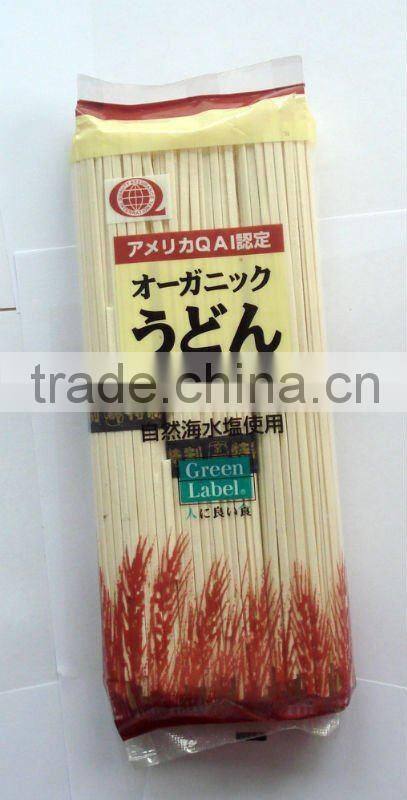 アメリカQAI認定
オーガニック
うどん
trade.china.cn
自然海水塩使用
Green
Label®
人に良い食